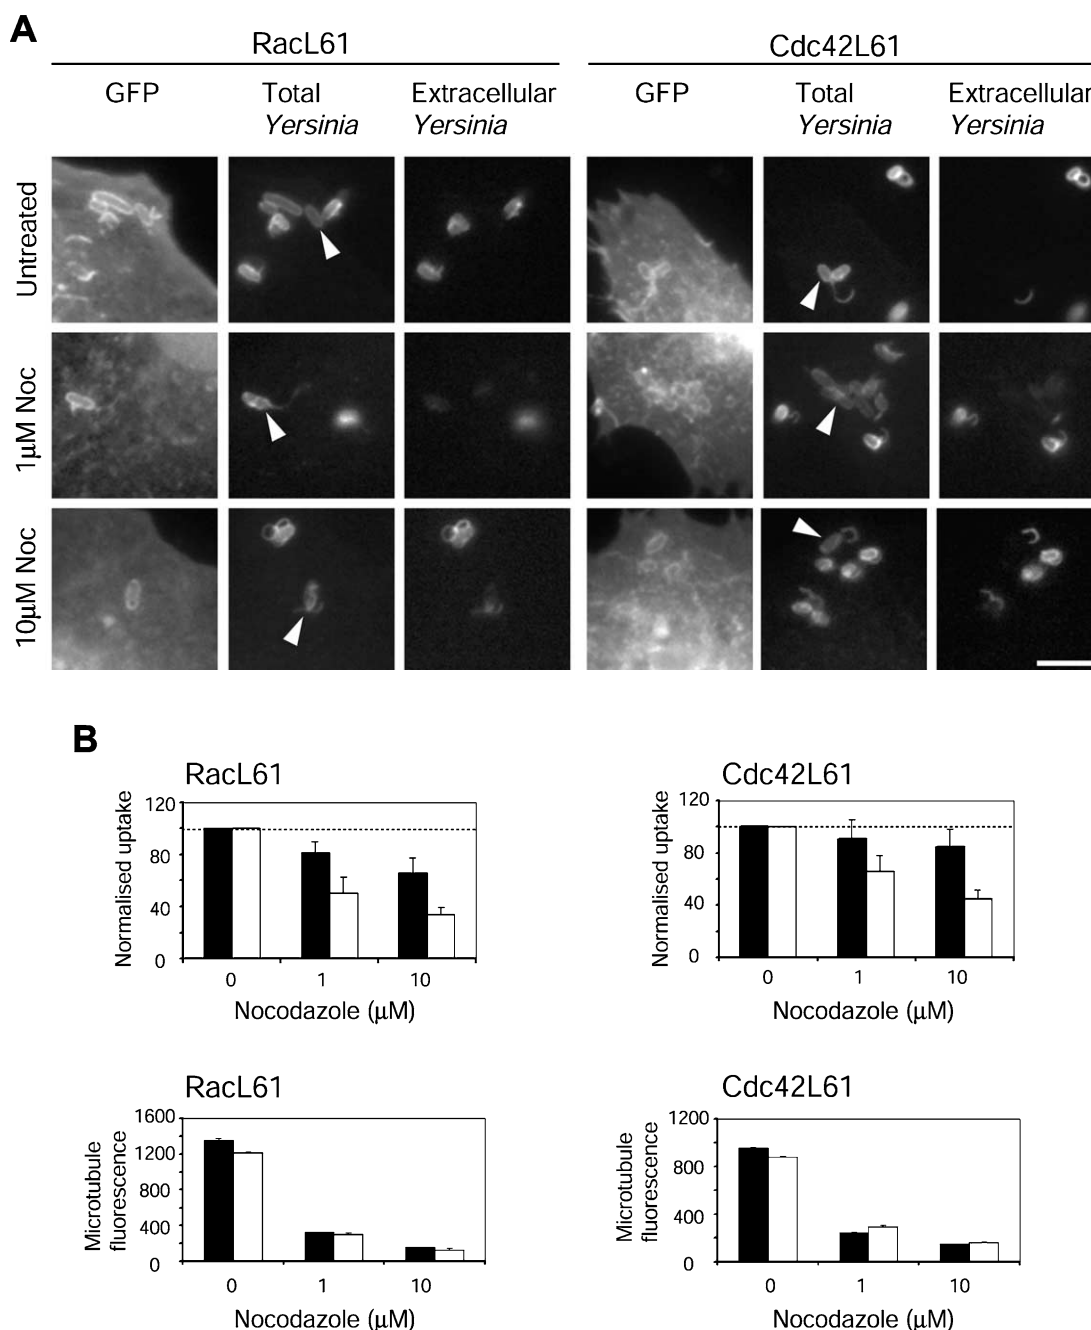 A
RacL61
Cdc42L61
GFP
Total
Yersinia
Extracellular
Yersinia
GFP
Total
Yersinia
Extracellular
Yersinia
Untreated
1μM Noc
10μM Noc
B
RacL61
Normalised uptake
120
80
40
0
0 1 10
Nocodazole (μM)
Cdc42L61
Normalised uptake
120
80
40
0
0 1 10
Nocodazole (μM)
RacL61
Microtubule
fluorescence
1600
1200
800
400
0
0 1 10
Nocodazole (μM)
Cdc42L61
Microtubule
fluorescence
1200
800
400
0
0 1 10
Nocodazole (μM)